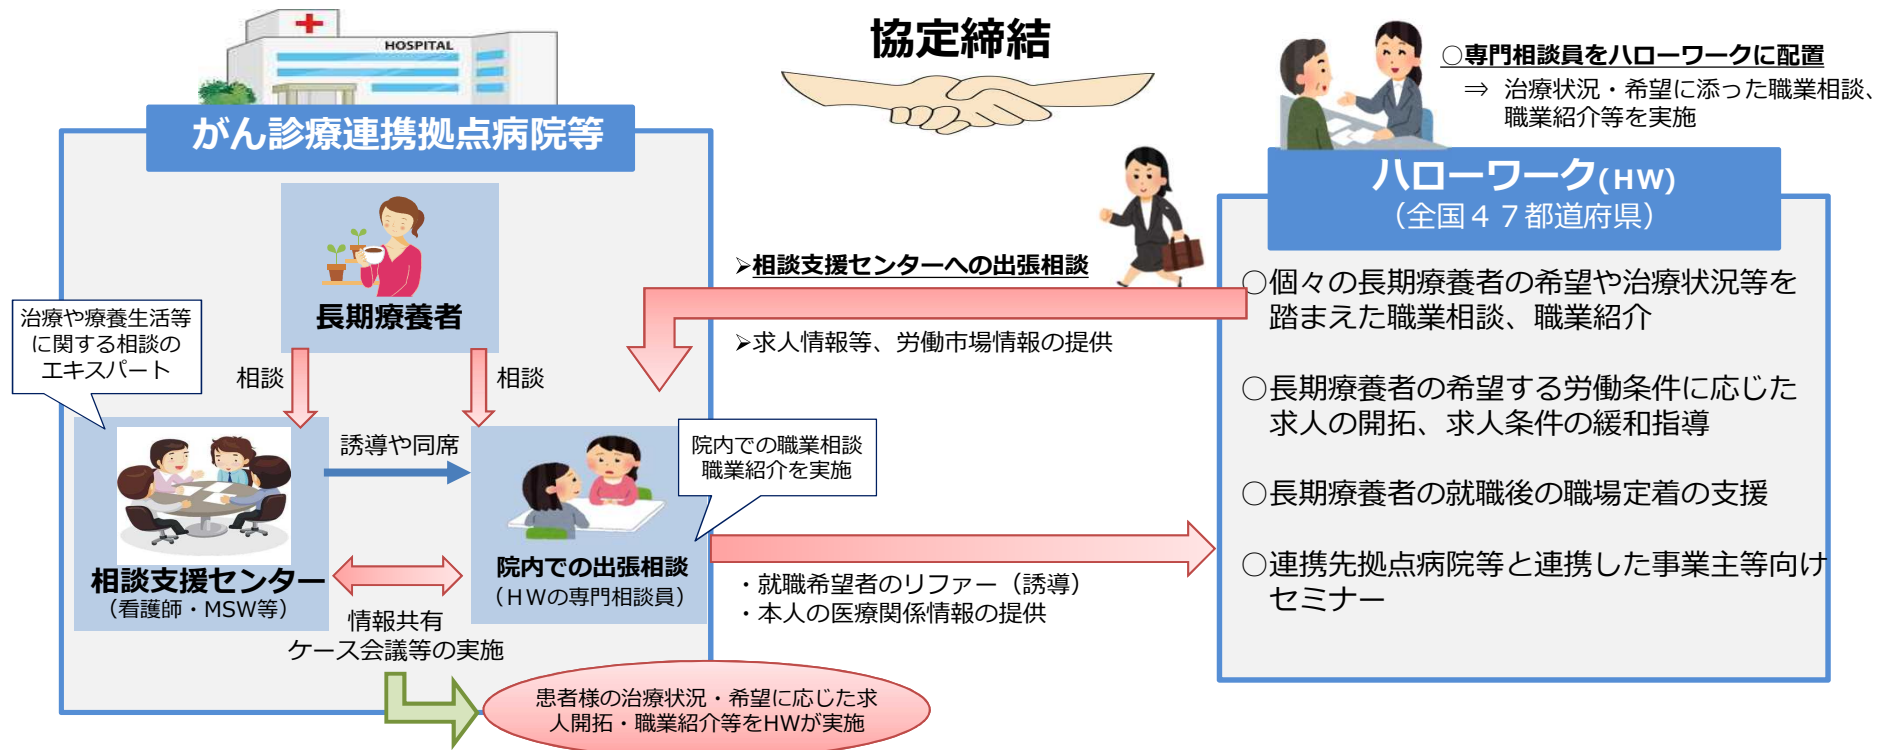 協定締結
HOSPITAL
がん診療連携拠点病院等
長期療養者
治療や療養生活等
に関する相談の
エキスパート
相談
相談
誘導や同席
相談支援センター
（看護師・MSW等）
院内での出張相談
（HWの専門相談員）
院内での職業相談
職業紹介を実施
情報共有
ケース会議等の実施
患者様の治療状況・希望に応じた求
人開拓・職業紹介等をHWが実施
➢相談支援センターへの出張相談
➢求人情報等、労働市場情報の提供
・就職希望者のリファー（誘導）
・本人の医療関係情報の提供
○専門相談員をハローワークに配置
⇒ 治療状況・希望に添った職業相談、
職業紹介等を実施
ハローワーク(HW)
（全国４７都道府県）
○個々の長期療養者の希望や治療状況等を
踏まえた職業相談、職業紹介
○長期療養者の希望する労働条件に応じた
求人の開拓、求人条件の緩和指導
○長期療養者の就職後の職場定着の支援
○連携先拠点病院等と連携した事業主等向け
セミナー